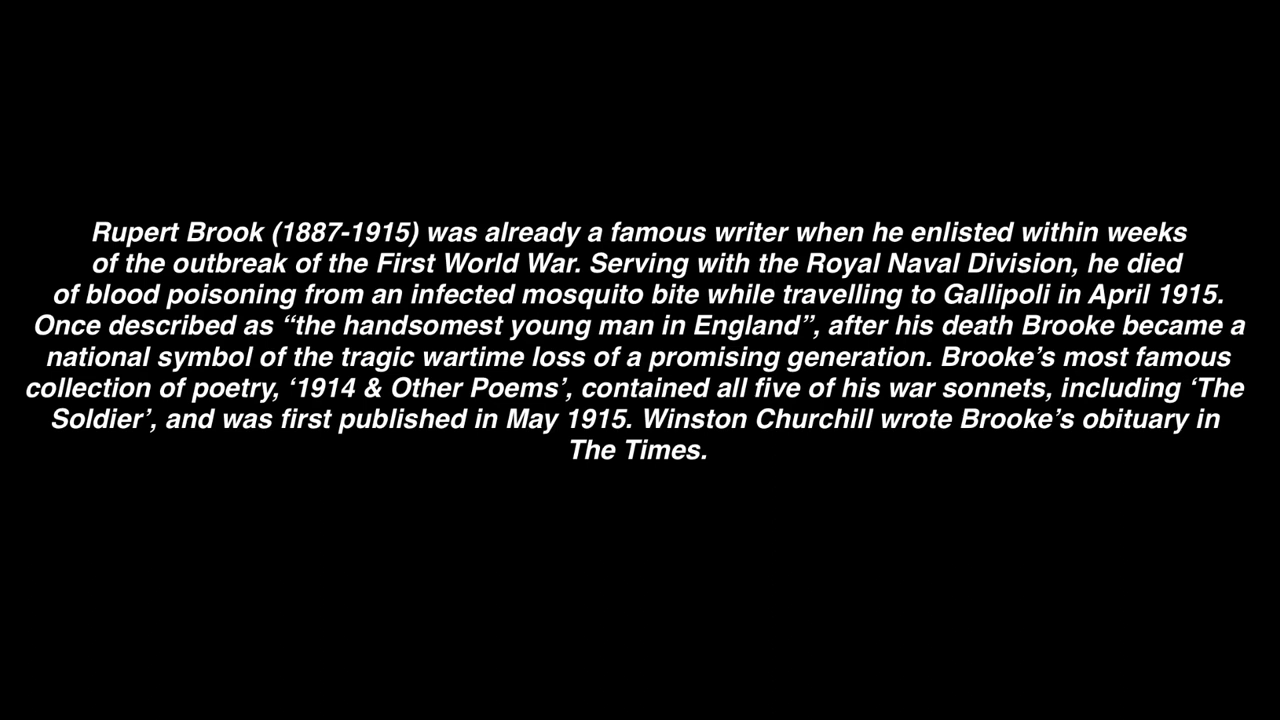 Rupert Brook (1887-1915) was already a famous writer when he enlisted within weeks
of the outbreak of the First World War. Serving with the Royal Naval Division, he died
of blood poisoning from an infected mosquito bite while travelling to Gallipoli in April 1915.
Once described as “the handsomest young man in England”, after his death Brooke became a
national symbol of the tragic wartime loss of a promising generation. Brooke’s most famous
collection of poetry, ‘1914 & Other Poems’, contained all five of his war sonnets, including ‘The
Soldier’, and was first published in May 1915. Winston Churchill wrote Brooke’s obituary in
The Times.